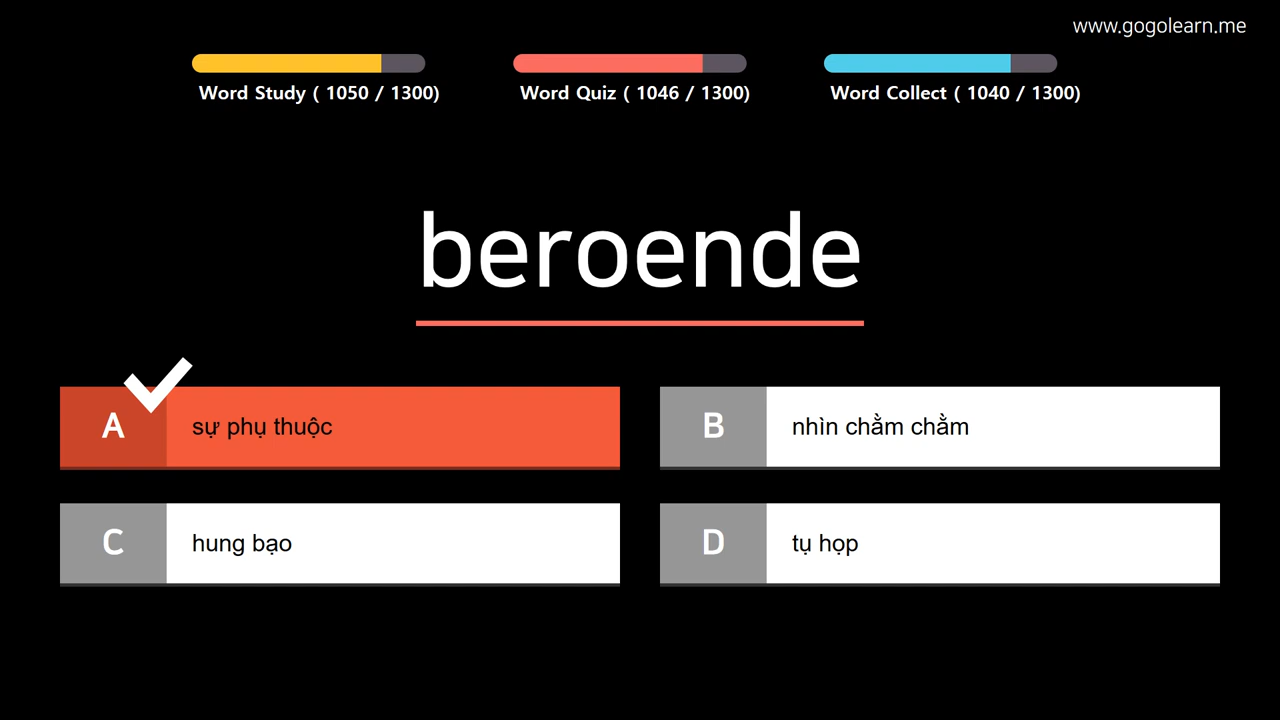 www.gogolearn.me
Word Study ( 1050 / 1300)
Word Quiz ( 1046 / 1300)
Word Collect ( 1040 / 1300)
beroende
A
sự phụ thuộc
B
nhìn chằm chằm
C
hung bạo
D
tụ họp